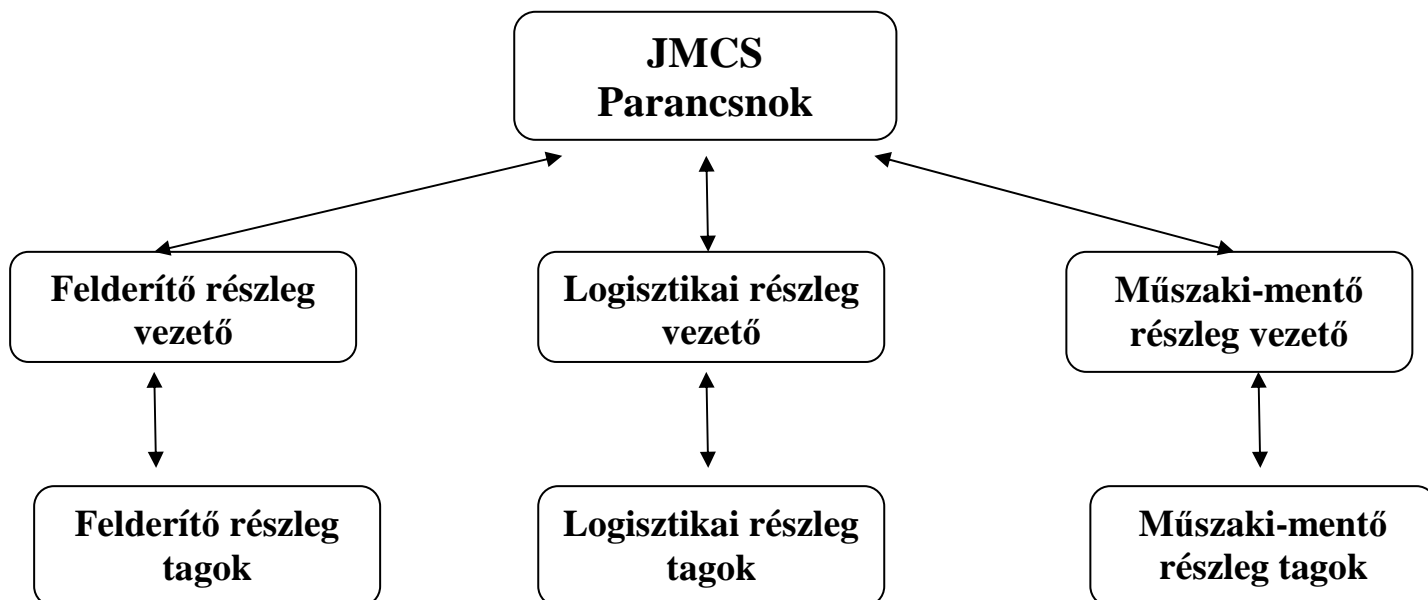 JMCS
Parancsnok
Felderítő részleg
vezető
Logisztikai részleg
vezető
Műszaki-mentő
részleg vezető
Felderítő részleg
tagok
Logisztikai részleg
tagok
Műszaki-mentő
részleg tagok